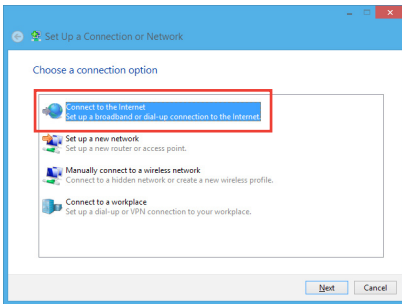 Set Up a Connection or Network
Choose a connection option
Connect to the Internet
Set up a broadband or dial-up connection to the Internet.
Set up a new network
Set up a new router or access point.
Manually connect to a wireless network
Connect to a hidden network or create a new wireless profile.
Connect to a workplace
Set up a dial-up or VPN connection to your workplace.
Next Cancel